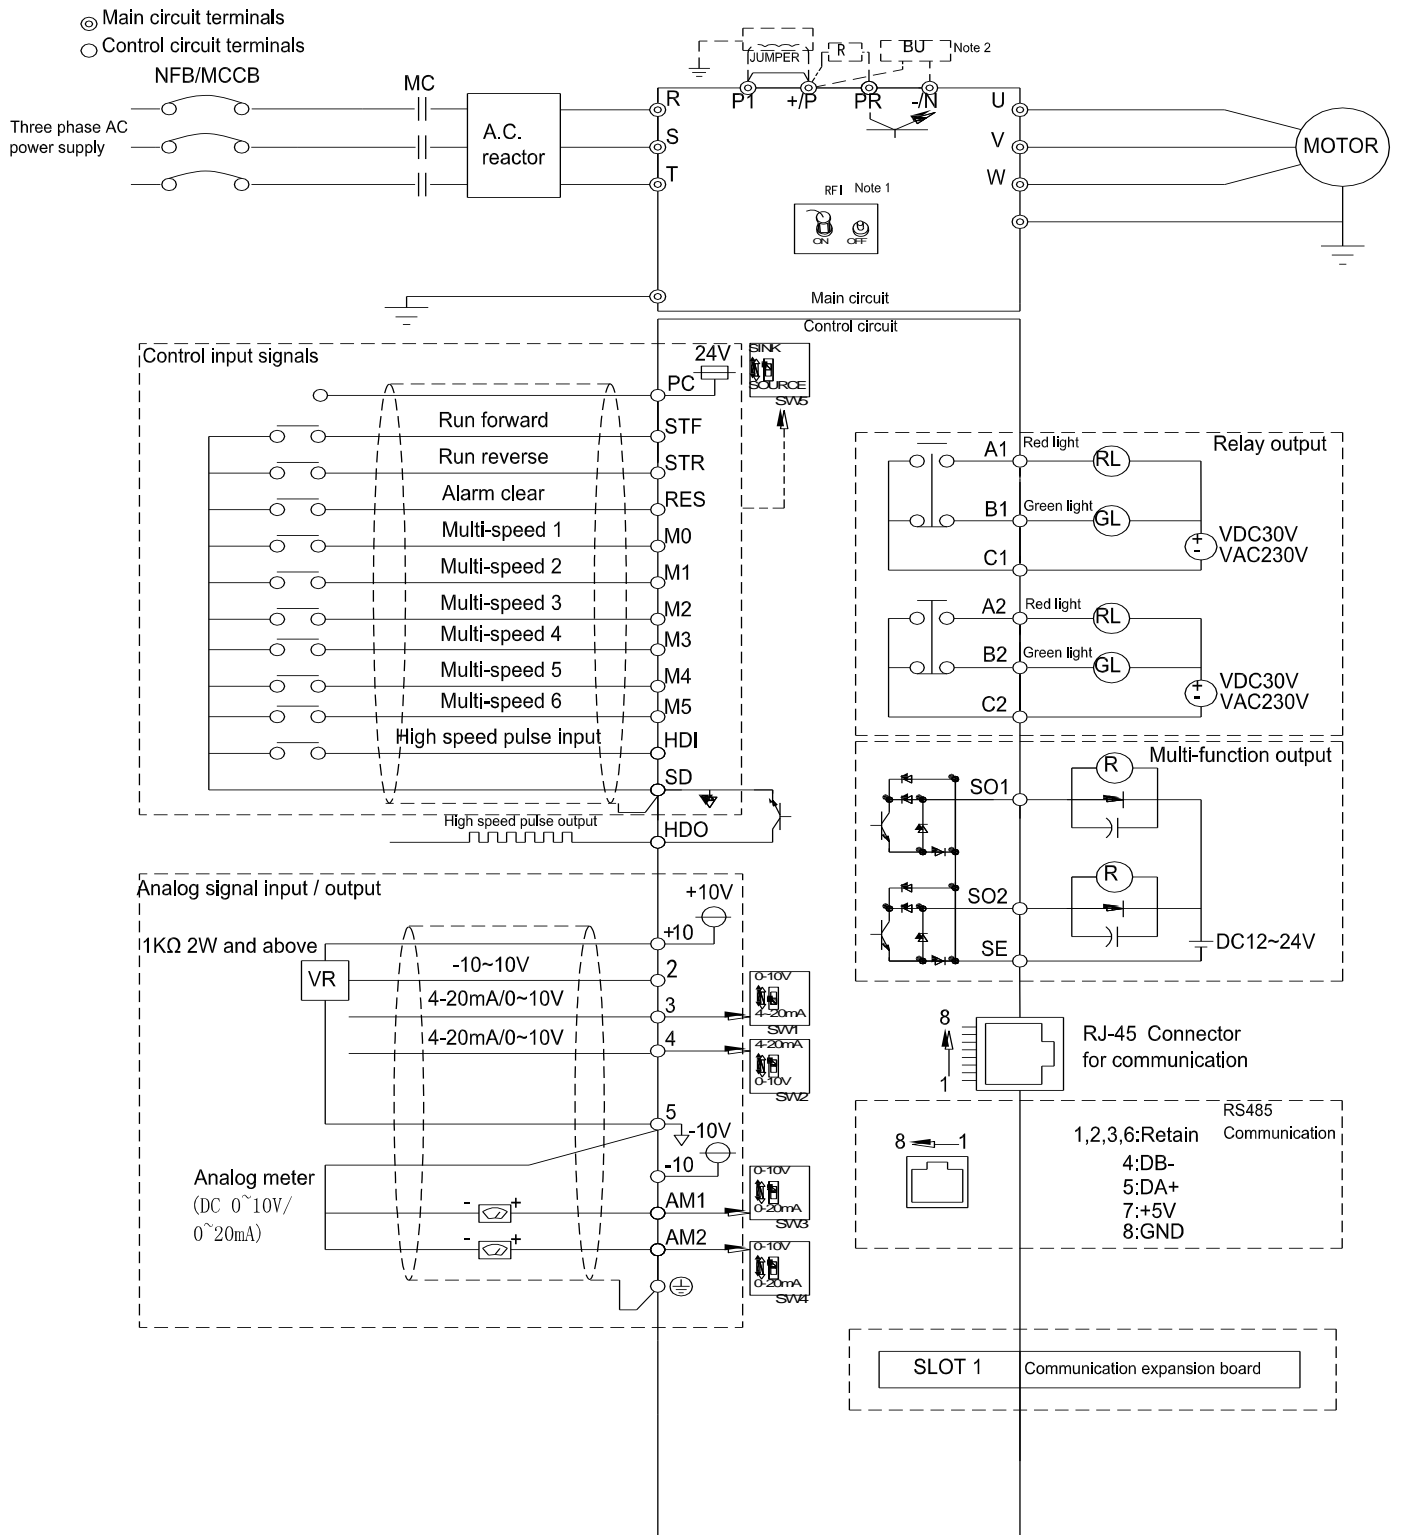 Main circuit terminals
Control circuit terminals
NFB/MCCB
MC
Three phase AC
power supply
A.C.
reactor
R
S
T
JUMPER
R
BU
Note 2
P1
+/P
PR
-/N
U
V
W
MOTOR
RFI Note 1
ON OFF
Main circuit
Control circuit
Control input signals
24V
SINK
SOURCE
SW5
PC
Run forward
STF
Run reverse
STR
Alarm clear
RES
Multi-speed 1
M0
Multi-speed 2
M1
Multi-speed 3
M2
Multi-speed 4
M3
Multi-speed 5
M4
Multi-speed 6
M5
High speed pulse input
HDI
SD
High speed pulse output
HDO
Relay output
A1
Red light
RL
B1
Green light
GL
C1
+
-
VDC30V
VAC230V
A2
Red light
RL
B2
Green light
GL
C2
+
-
VDC30V
VAC230V
Multi-function output
SO1
R
SO2
R
SE
DC12~24V
Analog signal input / output
+10V
1KΩ 2W and above
+10
VR
-10~10V
2
4-20mA/0~10V
3
0-10V
4~20mA
SW1
4-20mA/0~10V
4
4-20mA
0-10V
SW2
5
-10V
-10
Analog meter
(DC 0~10V/
0~20mA)
-
+
AM1
0-10V
0-20mA
SW3
-
+
AM2
0-10V
0-20mA
SW4
8
1
RJ-45 Connector
for communication
RS485
Communication
8
1
1,2,3,6:Retain
4:DB-
5:DA+
7:+5V
8:GND
SLOT 1
Communication expansion board